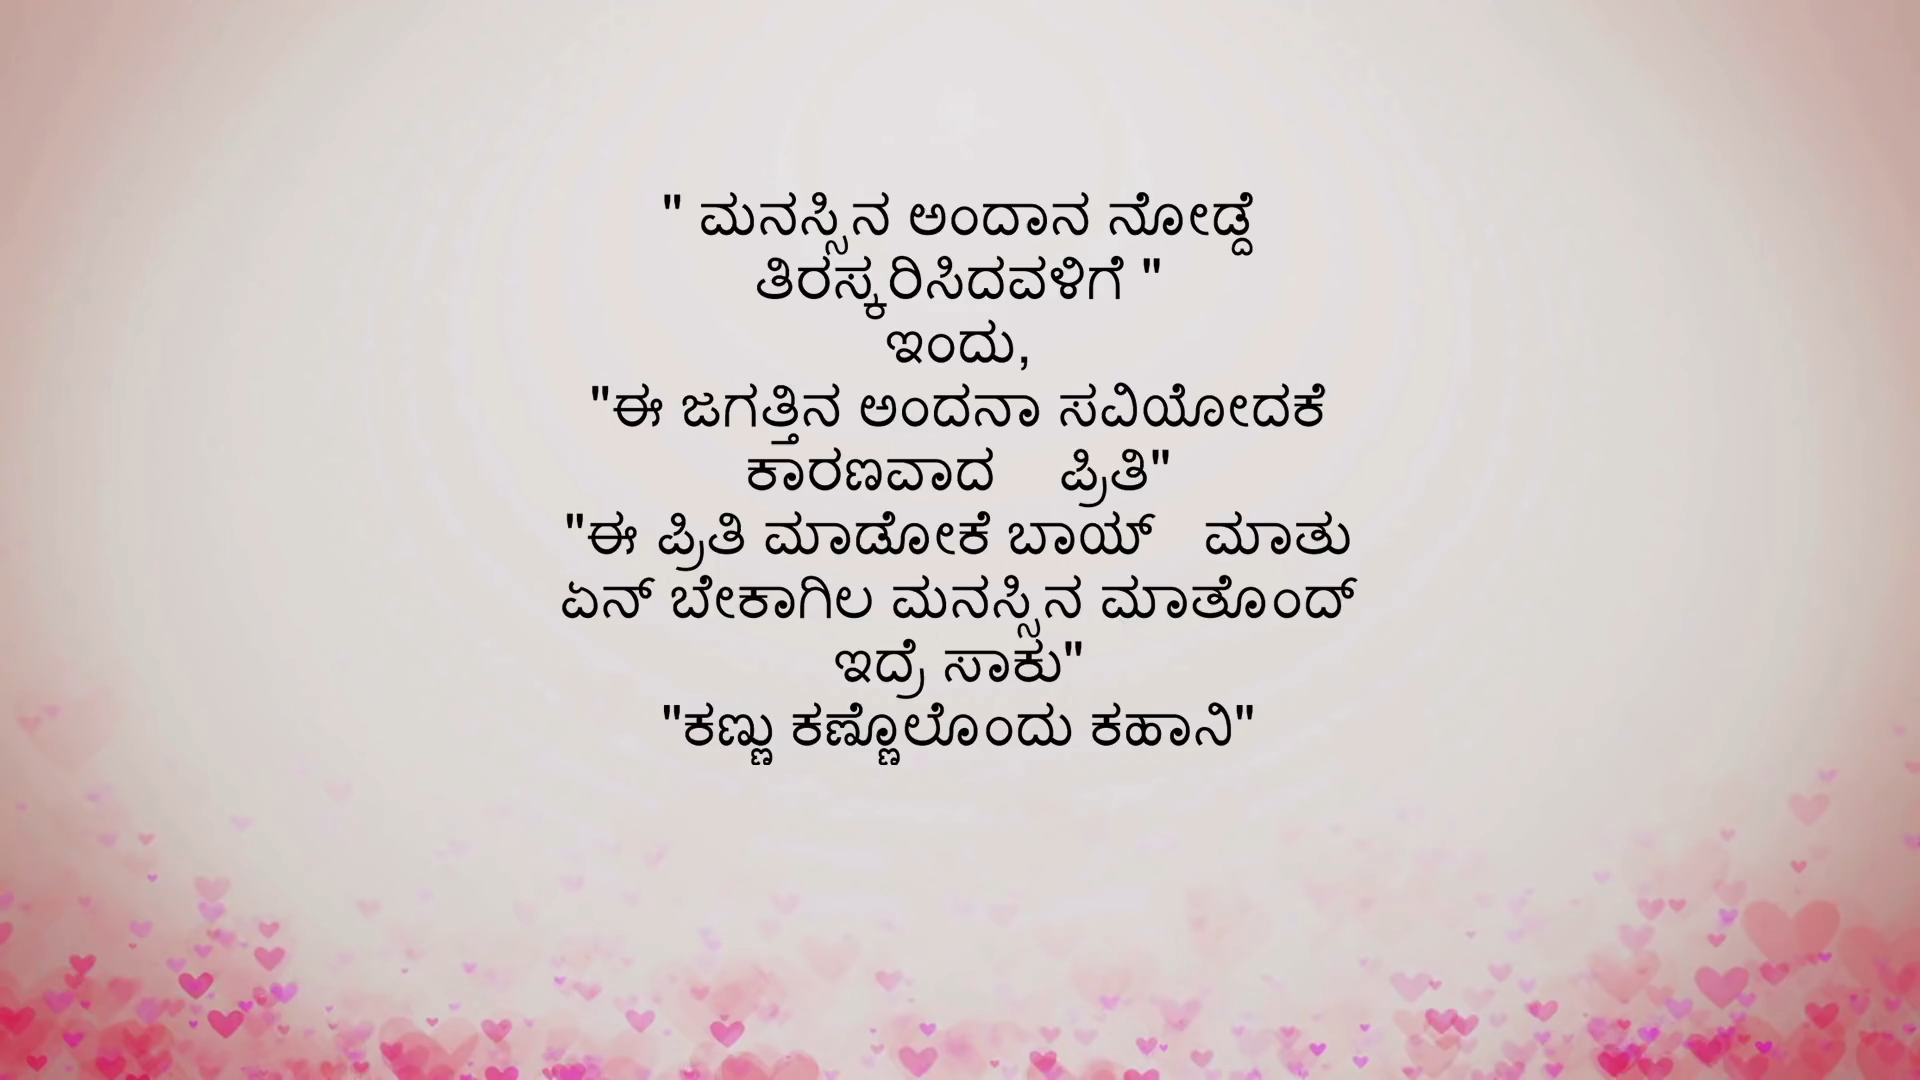 " ಮನಸ್ಸಿನ ಅಂದಾನ ನೋಡ್ದೆ
ತಿರಸ್ಕರಿಸಿದವಳಿಗೆ "
ಇಂದು,
"ಈ ಜಗತ್ತಿನ ಅಂದನಾ ಸವಿಯೋದಕೆ
ಕಾರಣವಾದ ಪ್ರಿತಿ"
"ಈ ಪ್ರಿತಿ ಮಾಡೋಕೆ ಬಾಯ್ ಮಾತು
ಏನ್ ಬೇಕಾಗಿಲ ಮನಸ್ಸಿನ ಮಾತೊಂದ್
ಇದ್ರೆ ಸಾಕು"
"ಕಣ್ಣು ಕಣ್ಣೊಲೊಂದು ಕಹಾನಿ"